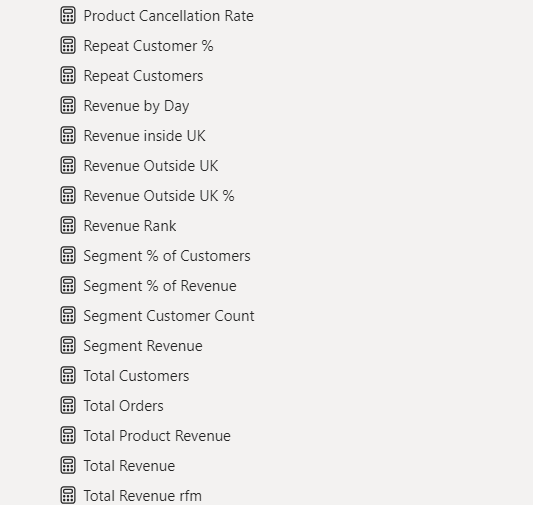 Product Cancellation Rate
Repeat Customer %
Repeat Customers
Revenue by Day
Revenue inside UK
Revenue Outside UK
Revenue Outside UK %
Revenue Rank
Segment % of Customers
Segment % of Revenue
Segment Customer Count
Segment Revenue
Total Customers
Total Orders
Total Product Revenue
Total Revenue
Total Revenue rfm